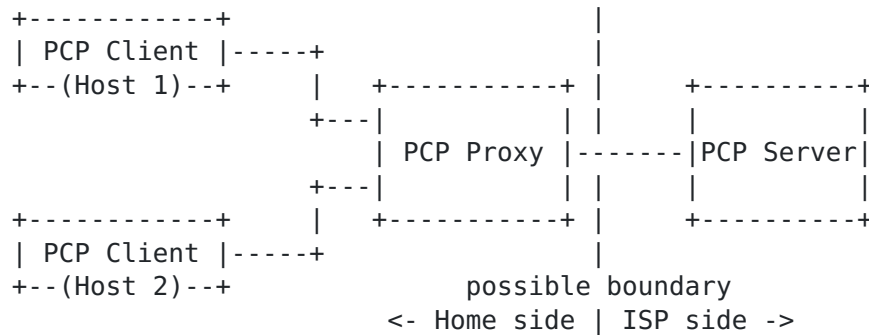 +------------+                        |
| PCP Client |-----+                  |
+--(Host 1)--+     |   +-----------+  |     +----------+
                   +---|           |  |     |          |
                       | PCP Proxy |-------|PCP Server|
                   +---|           |  |     |          |
+------------+     |   +-----------+  |     +----------+
| PCP Client |-----+                  |
+--(Host 2)--+               possible boundary
                        <- Home side | ISP side ->